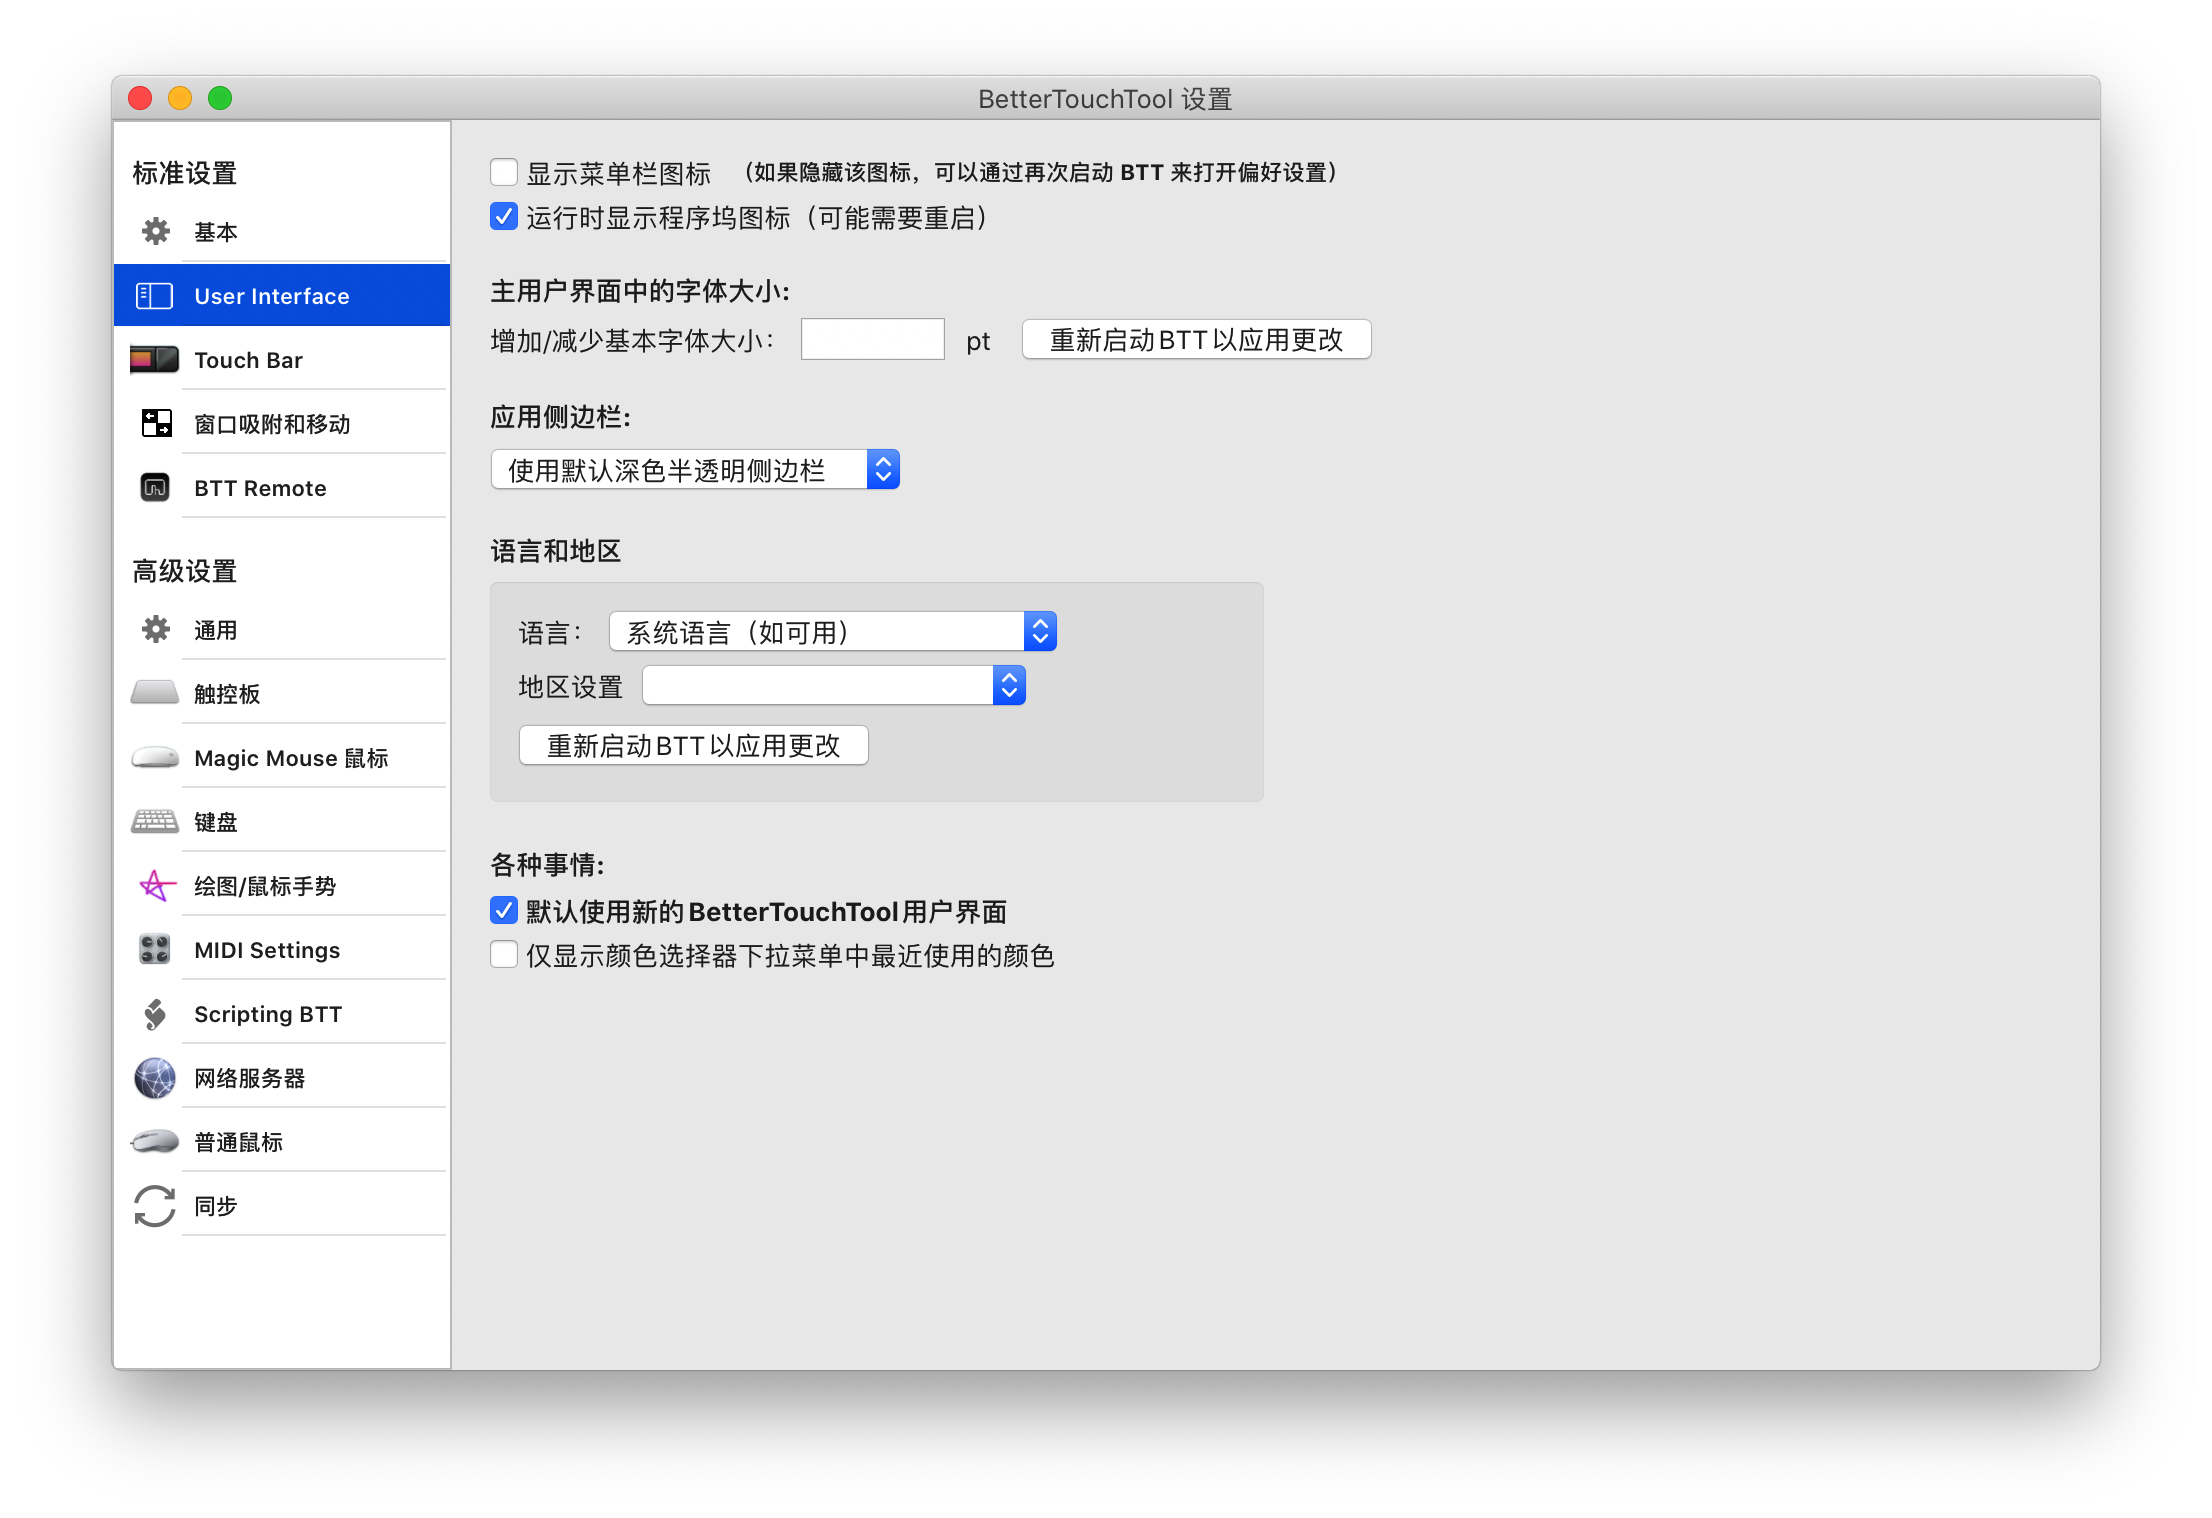 BetterTouchTool 设置
标准设置
基本
User Interface
Touch Bar
窗口吸附和移动
BTT Remote
高级设置
通用
触控板
Magic Mouse 鼠标
键盘
绘图/鼠标手势
MIDI Settings
Scripting BTT
网络服务器
普通鼠标
同步
显示菜单栏图标 （如果隐藏该图标，可以通过再次启动 BTT 来打开偏好设置）
运行时显示程序坞图标（可能需要重启）
主用户界面中的字体大小:
增加/减少基本字体大小： pt 重新启动BTT以应用更改
应用侧边栏:
使用默认深色半透明侧边栏
语言和地区
语言： 系统语言（如可用）
地区设置
重新启动BTT以应用更改
各种事情:
默认使用新的BetterTouchTool用户界面
仅显示颜色选择器下拉菜单中最近使用的颜色